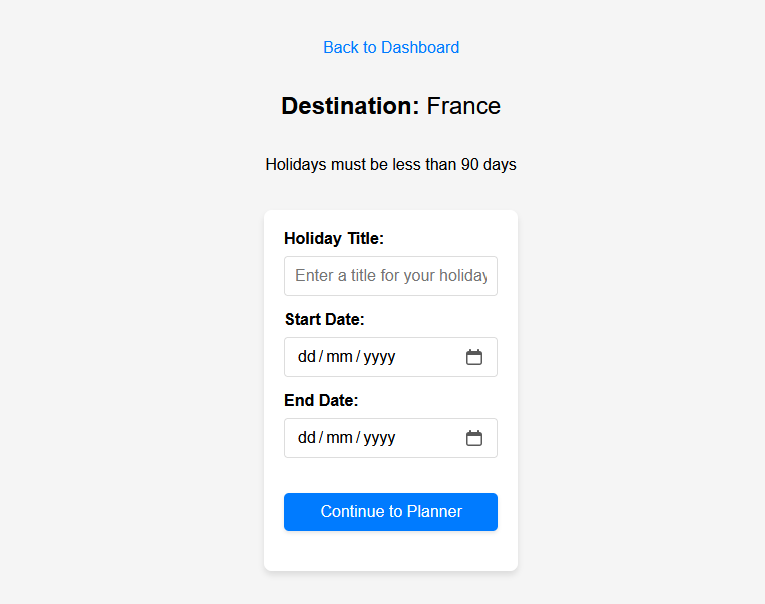 Back to Dashboard
Destination: France
Holidays must be less than 90 days
Holiday Title:
Enter a title for your holiday
Start Date:
dd/mm/yyyy
End Date:
dd/mm/yyyy
Continue to Planner